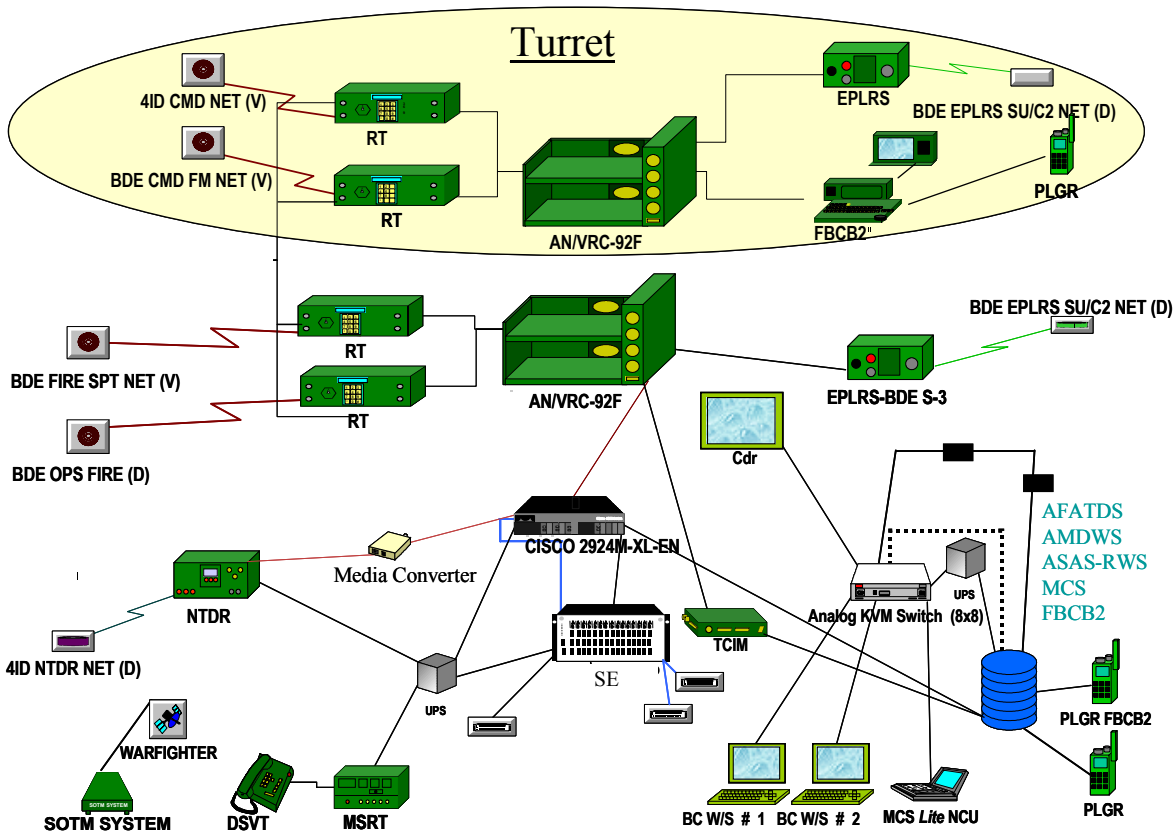 Turret
4ID CMD NET (V)
RT
EPLRS
BDE EPLRS SU/C2 NET (D)
BDE CMD FM NET (V)
RT
AN/VRC-92F
FBCB2"
PLGR
BDE FIRE SPT NET (V)
RT
AN/VRC-92F
EPLRS-BDE S-3
BDE EPLRS SU/C2 NET (D)
BDE OPS FIRE (D)
RT
Cdr
AFATDS
AMDWS
ASAS-RWS
MCS
FBCB2
CISCO 2924M-XL-EN
Media Converter
NTDR
4ID NTDR NET (D)
UPS
SE
TCIM
Analog KVM Switch (8x8)
UPS
PLGR FBCB2
WARFIGHTER
SOTM SYSTEM
SOTM SYSTEM
DSVT
MSRT
BC W/S # 1
BC W/S # 2
MCS Lite NCU
PLGR